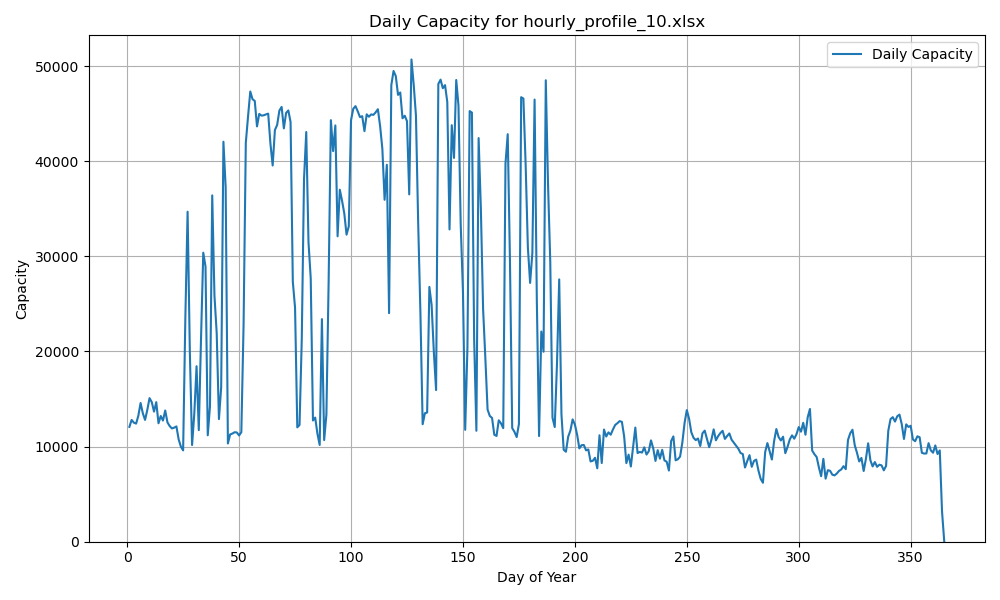 Daily Capacity for hourly_profile_10.xlsx
Daily Capacity
50000
40000
30000
20000
10000
0
Capacity
0 50 100 150 200 250 300 350
Day of Year